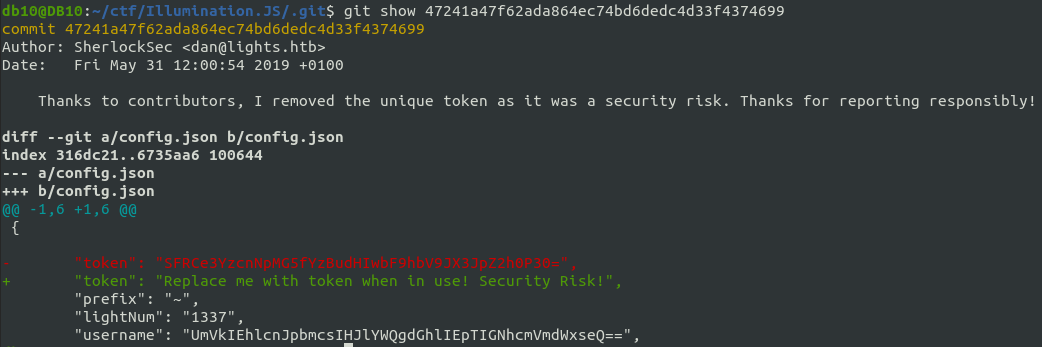 db10@DB10:~/ctf/Illumination.JS/.git$ git show 47241a47f62ada864ec74bd6dedc4d33f4374699
commit 47241a47f62ada864ec74bd6dedc4d33f4374699
Author: SherlockSec <dan@lights.htb>
Date:   Fri May 31 12:00:54 2019 +0100
    Thanks to contributors, I removed the unique token as it was a security risk. Thanks for reporting responsibly!
diff --git a/config.json b/config.json
index 316dc21..6735aa6 100644
--- a/config.json
+++ b/config.json
@@ -1,6 +1,6 @@
 {
-       "token": "SFRCe3YzcnNpMG5fYzBudHIwbF9hbV9JX3JpZ2h0P30=",
+       "token": "Replace me with token when in use! Security Risk!",
        "prefix": "~",
        "lightNum": "1337",
        "username": "UmVkIEhlcnJpbmcsIHJlYWQgdGhlIEpTIGNhcmVmdWxseQ==",